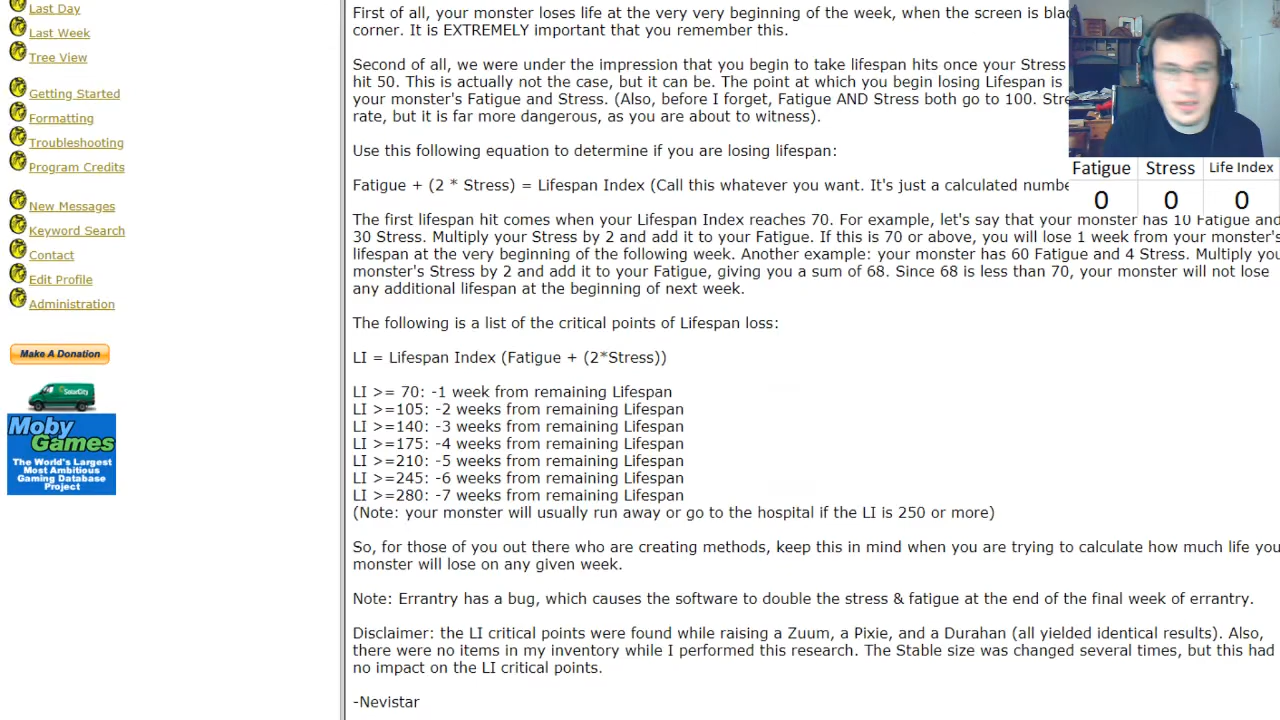 Last Day
Last Week
Tree View
Getting Started
Formatting
Troubleshooting
Program Credits
New Messages
Keyword Search
Contact
Edit Profile
Administration
Make A Donation
SolarCity
Moby
Games
The World's Largest
Most Ambitious
Gaming Database
Project
First of all, your monster loses life at the very very beginning of the week, when the screen is
corner. It is EXTREMELY important that you remember this.
Second of all, we were under the impression that you begin to take lifespan hits once your Stress
hit 50. This is actually not the case, but it can be. The point at which you begin losing Lifespan is
your monster's Fatigue and Stress. (Also, before I forget, Fatigue AND Stress both go to 100.
rate, but it is far more dangerous, as you are about to witness).
Use this following equation to determine if you are losing lifespan:
Fatigue + (2 * Stress) = Lifespan Index (Call this whatever you want. It's just a calculated
The first lifespan hit comes when your Lifespan Index reaches 70. For example, let's say that your monster has 10 Fatigue and
30 Stress. Multiply your Stress by 2 and add it to your Fatigue. If this is 70 or above, you will lose 1 week from your monster's
lifespan at the very beginning of the following week. Another example: your monster has 60 Fatigue and 4 Stress. Multiply
monster's Stress by 2 and add it to your Fatigue, giving you a sum of 68. Since 68 is less than 70, your monster will not lose
any additional lifespan at the beginning of next week.
The following is a list of the critical points of Lifespan loss:
LI = Lifespan Index (Fatigue + (2*Stress))
LI >= 70: -1 week from remaining Lifespan
LI >=105: -2 weeks from remaining Lifespan
LI >=140: -3 weeks from remaining Lifespan
LI >=175: -4 weeks from remaining Lifespan
LI >=210: -5 weeks from remaining Lifespan
LI >=245: -6 weeks from remaining Lifespan
LI >=280: -7 weeks from remaining Lifespan
(Note: your monster will usually run away or go to the hospital if the LI is 250 or more)
So, for those of you out there who are creating methods, keep this in mind when you are trying to calculate how much life
monster will lose on any given week.
Note: Errantry has a bug, which causes the software to double the stress & fatigue at the end of the final week of errantry.
Disclaimer: the LI critical points were found while raising a Zuum, a Pixie, and a Durahan (all yielded identical results). Also,
there were no items in my inventory while I performed this research. The Stable size was changed several times, but this had
no impact on the LI critical points.
-Nevistar
Fatigue Stress Life Index
0 0 0